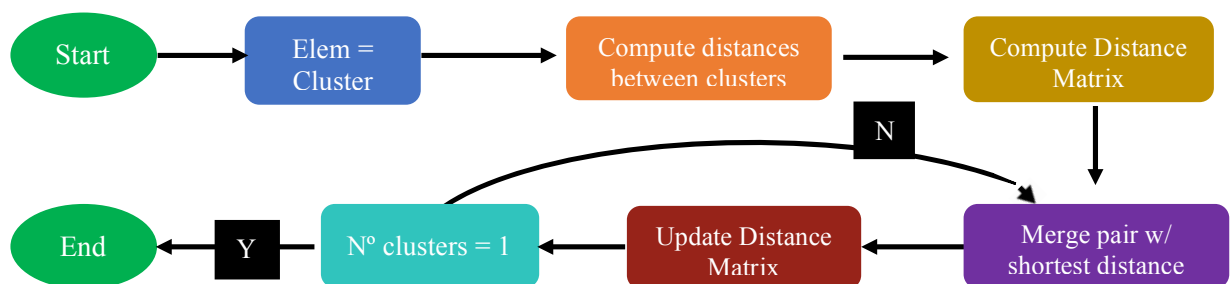 Start
Elem =
Cluster
Compute distances
between clusters
Compute Distance
Matrix
N
End
Y
Nº clusters = 1
Update Distance
Matrix
Merge pair w/
shortest distance